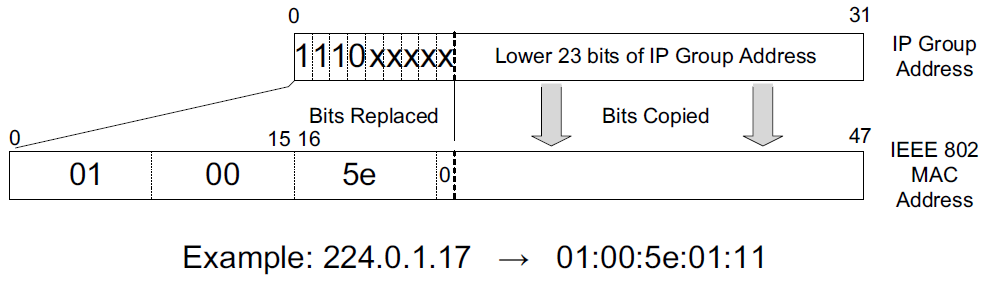 0 31
1110xxxxx Lower 23 bits of IP Group Address IP Group
Address
Bits Replaced Bits Copied
0 15 16 47
01 00 5e 0 IEEE 802
MAC
Address
Example: 224.0.1.17 → 01:00:5e:01:11